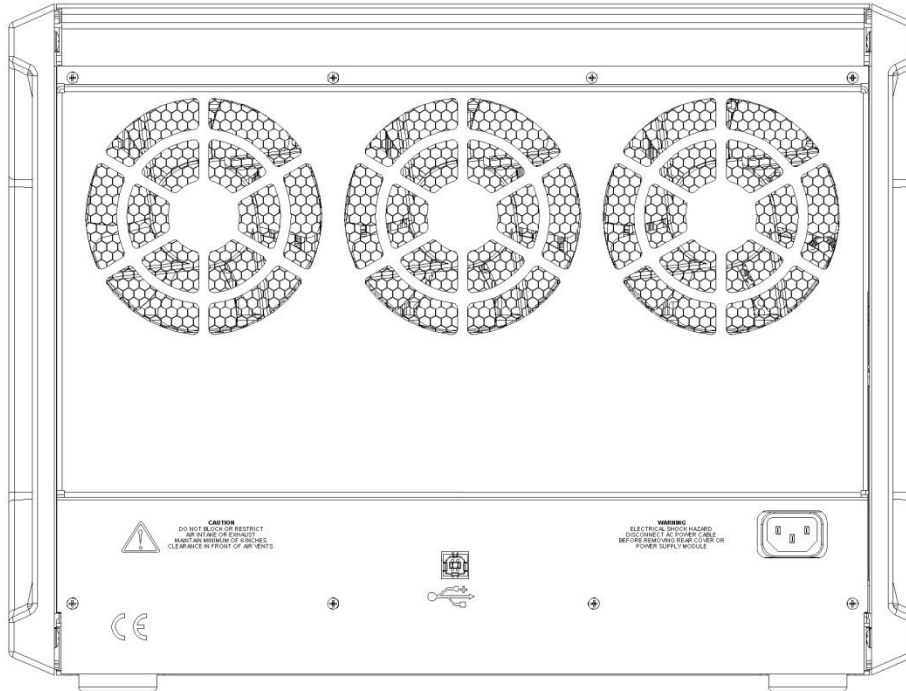 CAUTION
DO NOT BLOCK OR RESTRICT
AIR INTAKE OR EXHAUST
MAINTAIN MINIMUM OF 6 INCHES
CLEARANCE IN FRONT OF AIR VENTS
WARNING
ELECTRICAL SHOCK HAZARD
DISCONNECT AC POWER CABLE
BEFORE REMOVING REAR COVER OR
POWER SUPPLY MODULE
CE